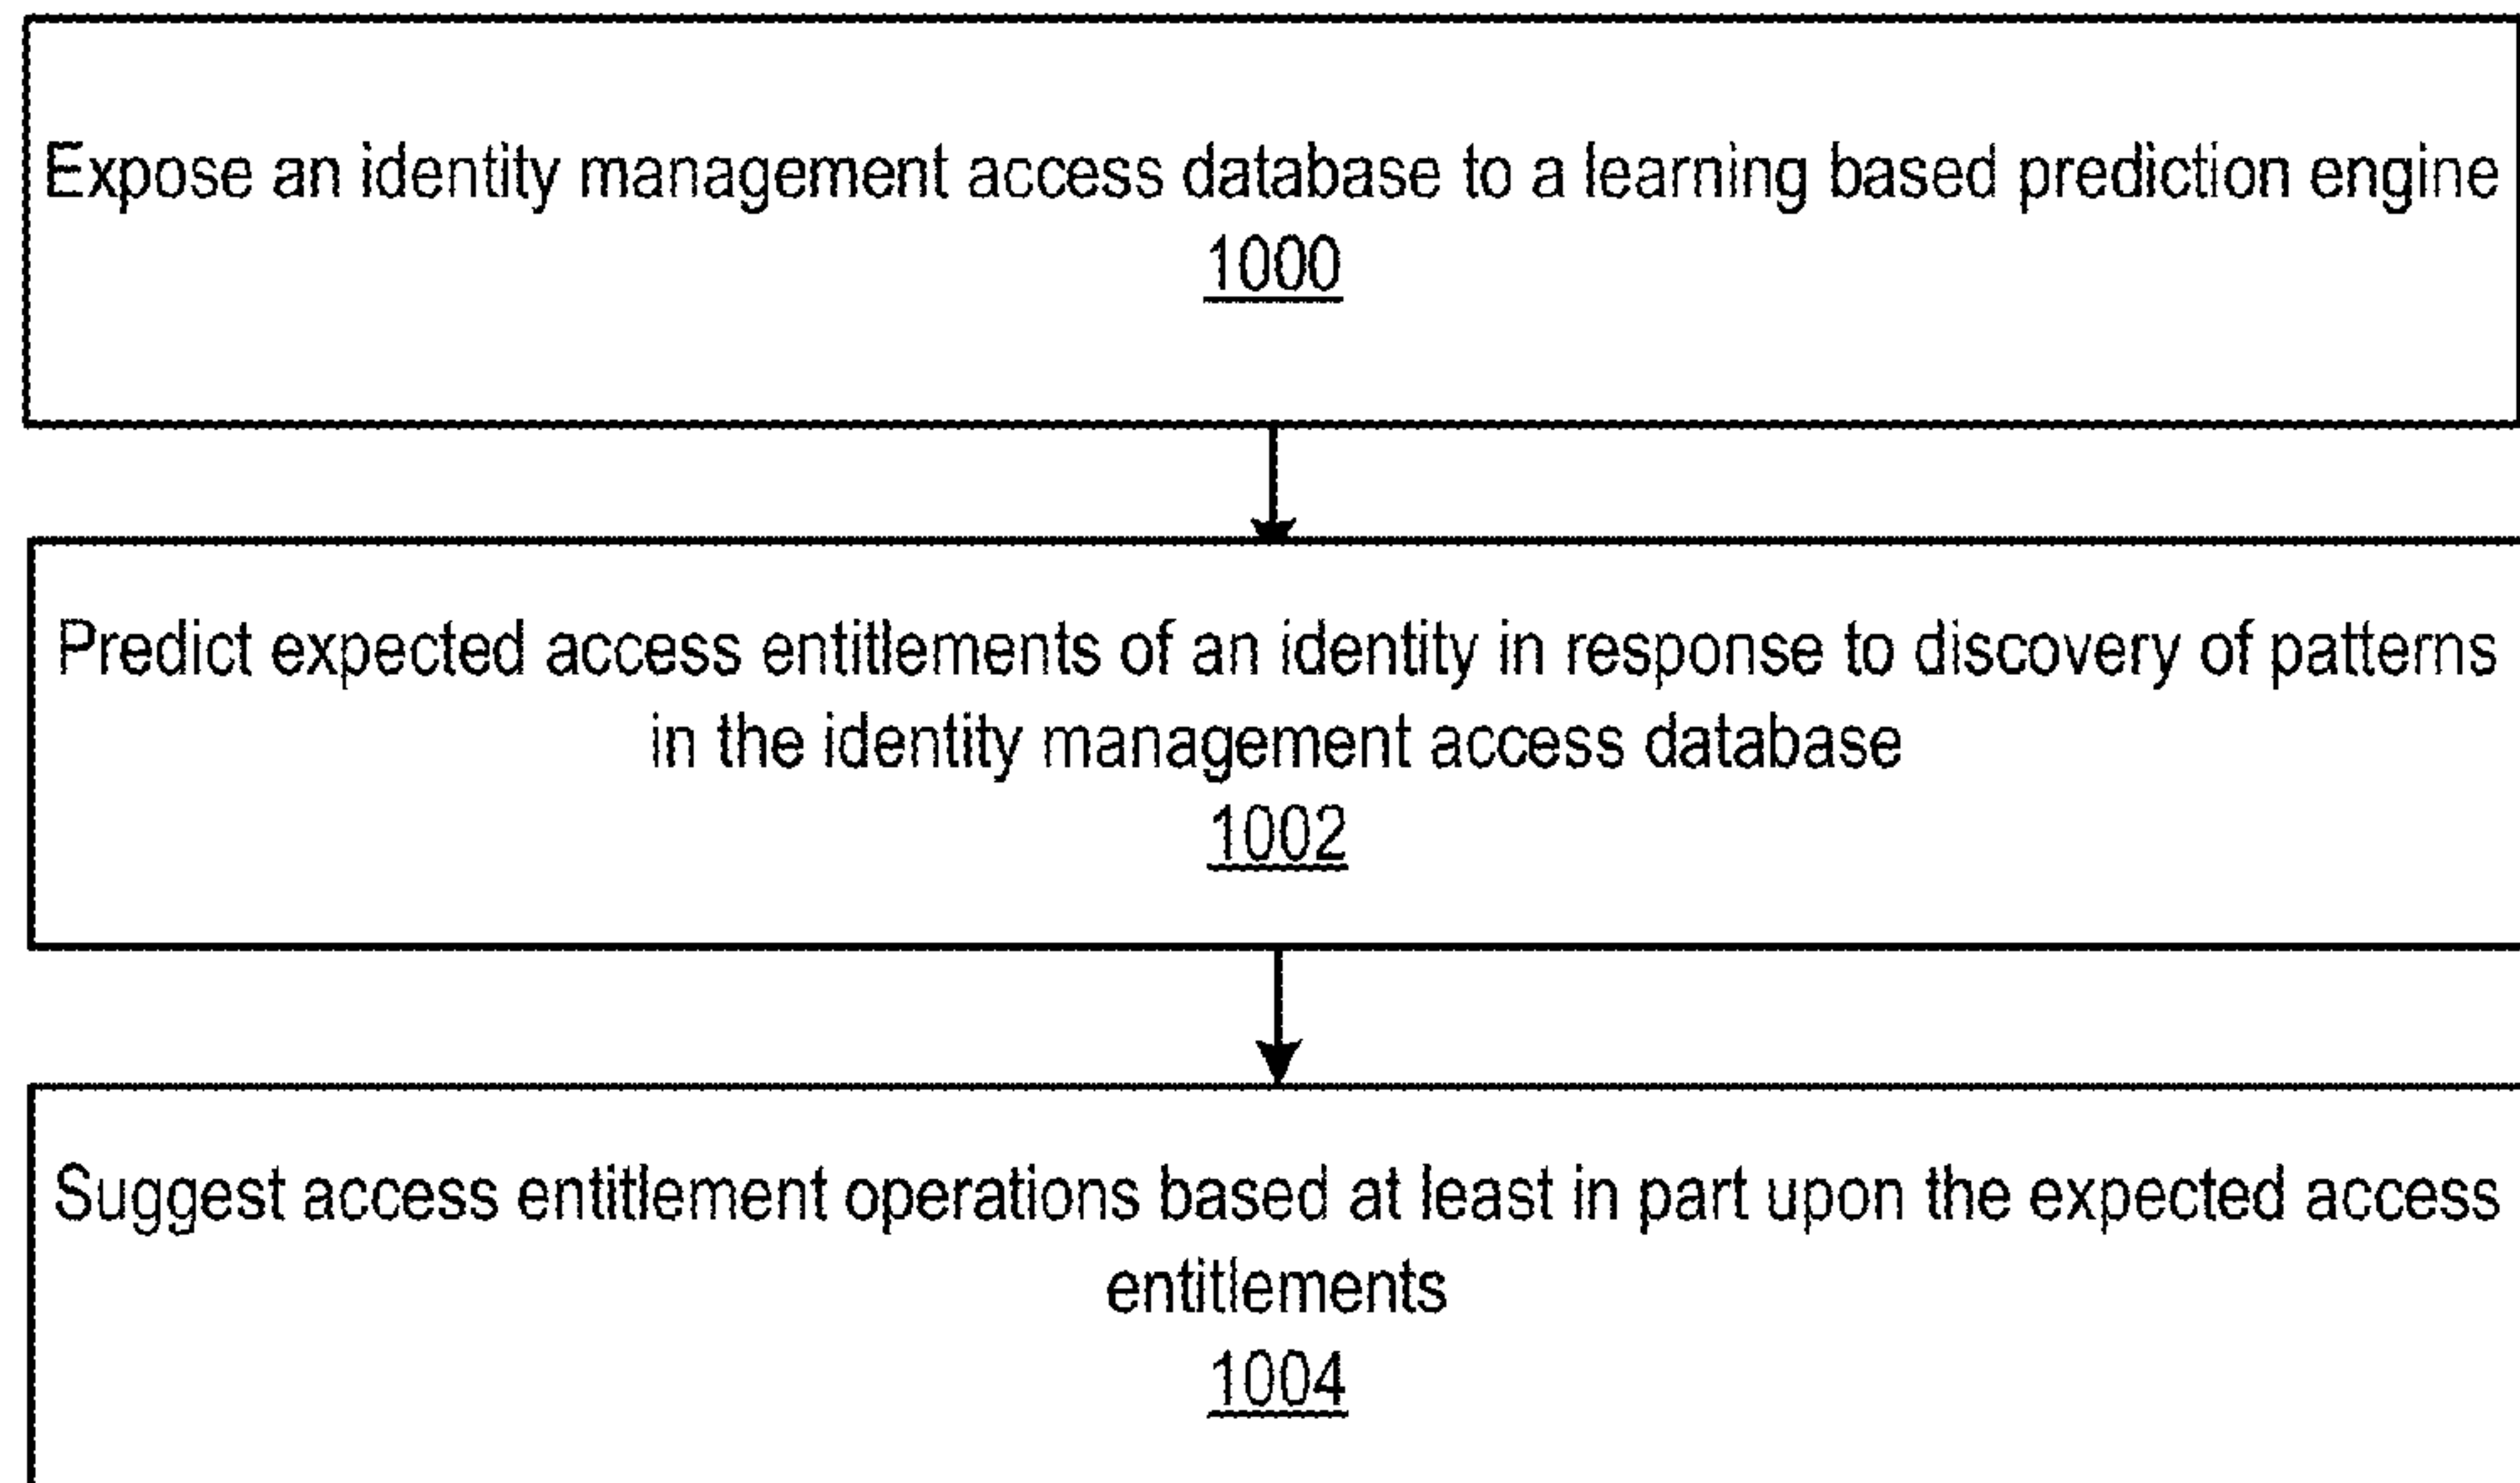 Expose an identity management access database to a learning based prediction engine
1000
Predict expected access entitlements of an identity in response to discovery of patterns
in the identity management access database
1002
Suggest access entitlement operations based at least in part upon the expected access
entitlements
1004